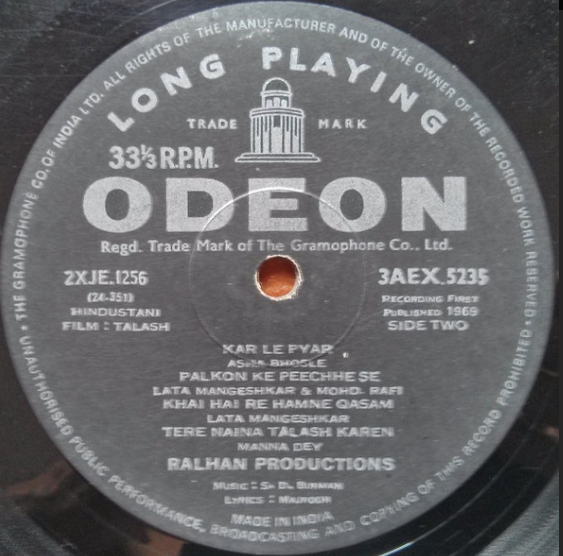 THE GRAMOPHONE CO. OF INDIA LTD. ALL RIGHTS OF THE MANUFACTURER AND OF THE OWNER OF THE RECORDED WORK RESERVED •
UNAUTHORISED PUBLIC PERFORMANCE, BROADCASTING AND COPYING OF THIS RECORD PROHIBITED •
LONG PLAYING
TRADE MARK
33⅓ R.P.M.
ODEON
Regd. Trade Mark of The Gramophone Co., Ltd.
2XJE.1256
(24-351)
HINDUSTANI
FILM : TALASH
3AEX.5235
RECORDING FIRST
PUBLISHED 1969
SIDE TWO
KAR LE PYAR
ASHA BHOSLE
PALKON KE PEECHHE SE
LATA MANGESHKAR & MOHD. RAFI
KHAI HAI RE HAMNE QASAM
LATA MANGESHKAR
TERE NAINA TALASH KAREN
MANNA DEY
RALHAN PRODUCTIONS
MUSIC : S. D. BURMAN
LYRICS : MAJROOH
MADE IN INDIA